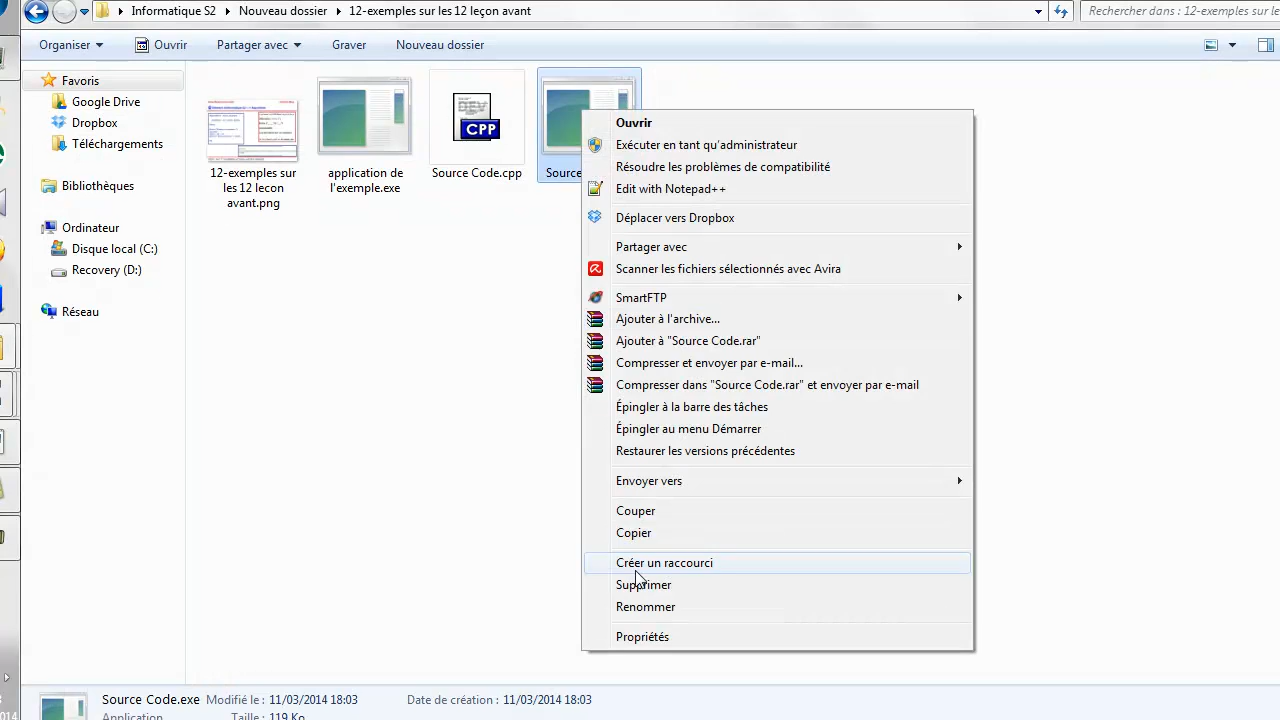 Informatique S2 Nouveau dossier 12-exemples sur les 12 leçon avant
Rechercher dans : 12-exemples sur le
Organiser Ouvrir Partager avec Graver Nouveau dossier
Favoris
Google Drive
Dropbox
Téléchargements
Bibliothèques
Ordinateur
Disque local (C:)
Recovery (D:)
Réseau
12-exemples sur
les 12 lecon
avant.png
application de
l'exemple.exe
CPP
Source Code.cpp
Source
Ouvrir
Exécuter en tant qu'administrateur
Résoudre les problèmes de compatibilité
Edit with Notepad++
Déplacer vers Dropbox
Partager avec
Scanner les fichiers sélectionnés avec Avira
SmartFTP
Ajouter à l'archive...
Ajouter à "Source Code.rar"
Compresser et envoyer par e-mail...
Compresser dans "Source Code.rar" et envoyer par e-mail
Épingler à la barre des tâches
Épingler au menu Démarrer
Restaurer les versions précédentes
Envoyer vers
Couper
Copier
Créer un raccourci
Supprimer
Renommer
Propriétés
Source Code.exe Modifié le : 11/03/2014 18:03 Date de création : 11/03/2014 18:03
Application Taille : 119 Ko
014